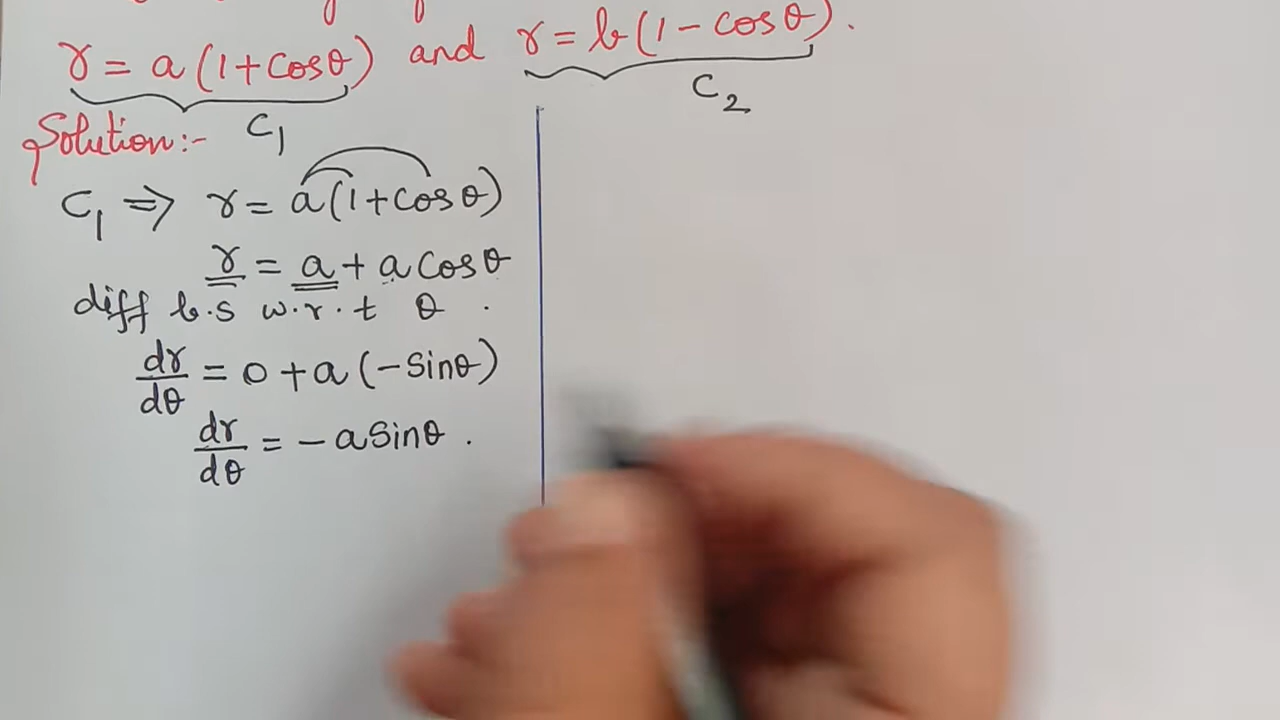 r = a(1+cosθ) and r = b(1-cosθ).
C₁ C₂
Solution:-
C₁ ⇒ r = a(1+cosθ)
r = a + a cosθ
diff b.s w.r.t θ .
dr/dθ = 0 + a(-sinθ)
dr/dθ = -a sinθ .